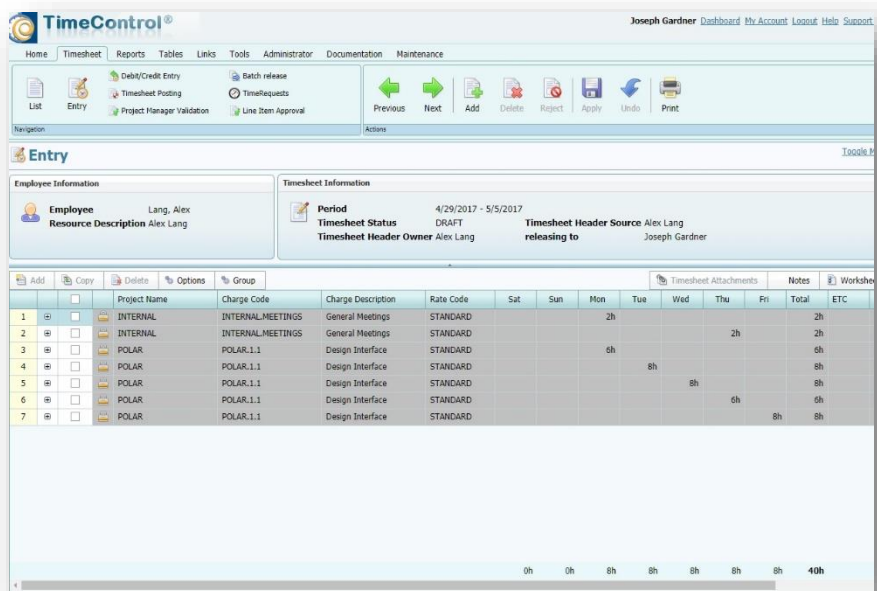 TimeControl®
Joseph Gardner Dashboard My Account Logout Help Support
Home Timesheet Reports Tables Links Tools Administrator Documentation Maintenance
List
Entry
Debit/Credit Entry
Timesheet Posting
Project Manager Validation
Batch release
TimeRequests
Line Item Approval
Previous Next Add Delete Reject Apply Undo Print
Navigation
Actions
Entry
Toggle M
Employee Information
Employee Lang, Alex
Resource Description Alex Lang
Timesheet Information
Period 4/29/2017 - 5/5/2017
Timesheet Status DRAFT Timesheet Header Source Alex Lang
Timesheet Header Owner Alex Lang releasing to Joseph Gardner
Add Copy Delete Options Group Timesheet Attachments Notes Workshe
Project Name Charge Code Charge Description Rate Code Sat Sun Mon Tue Wed Thu Fri Total ETC
1 INTERNAL INTERNAL.MEETINGS General Meetings STANDARD 2h 2h
2 INTERNAL INTERNAL.MEETINGS General Meetings STANDARD 2h 2h
3 POLAR POLAR.1.1 Design Interface STANDARD 6h 6h
4 POLAR POLAR.1.1 Design Interface STANDARD 8h 8h
5 POLAR POLAR.1.1 Design Interface STANDARD 8h 8h
6 POLAR POLAR.1.1 Design Interface STANDARD 6h 6h
7 POLAR POLAR.1.1 Design Interface STANDARD 8h 8h
0h 0h 8h 8h 8h 8h 8h 40h